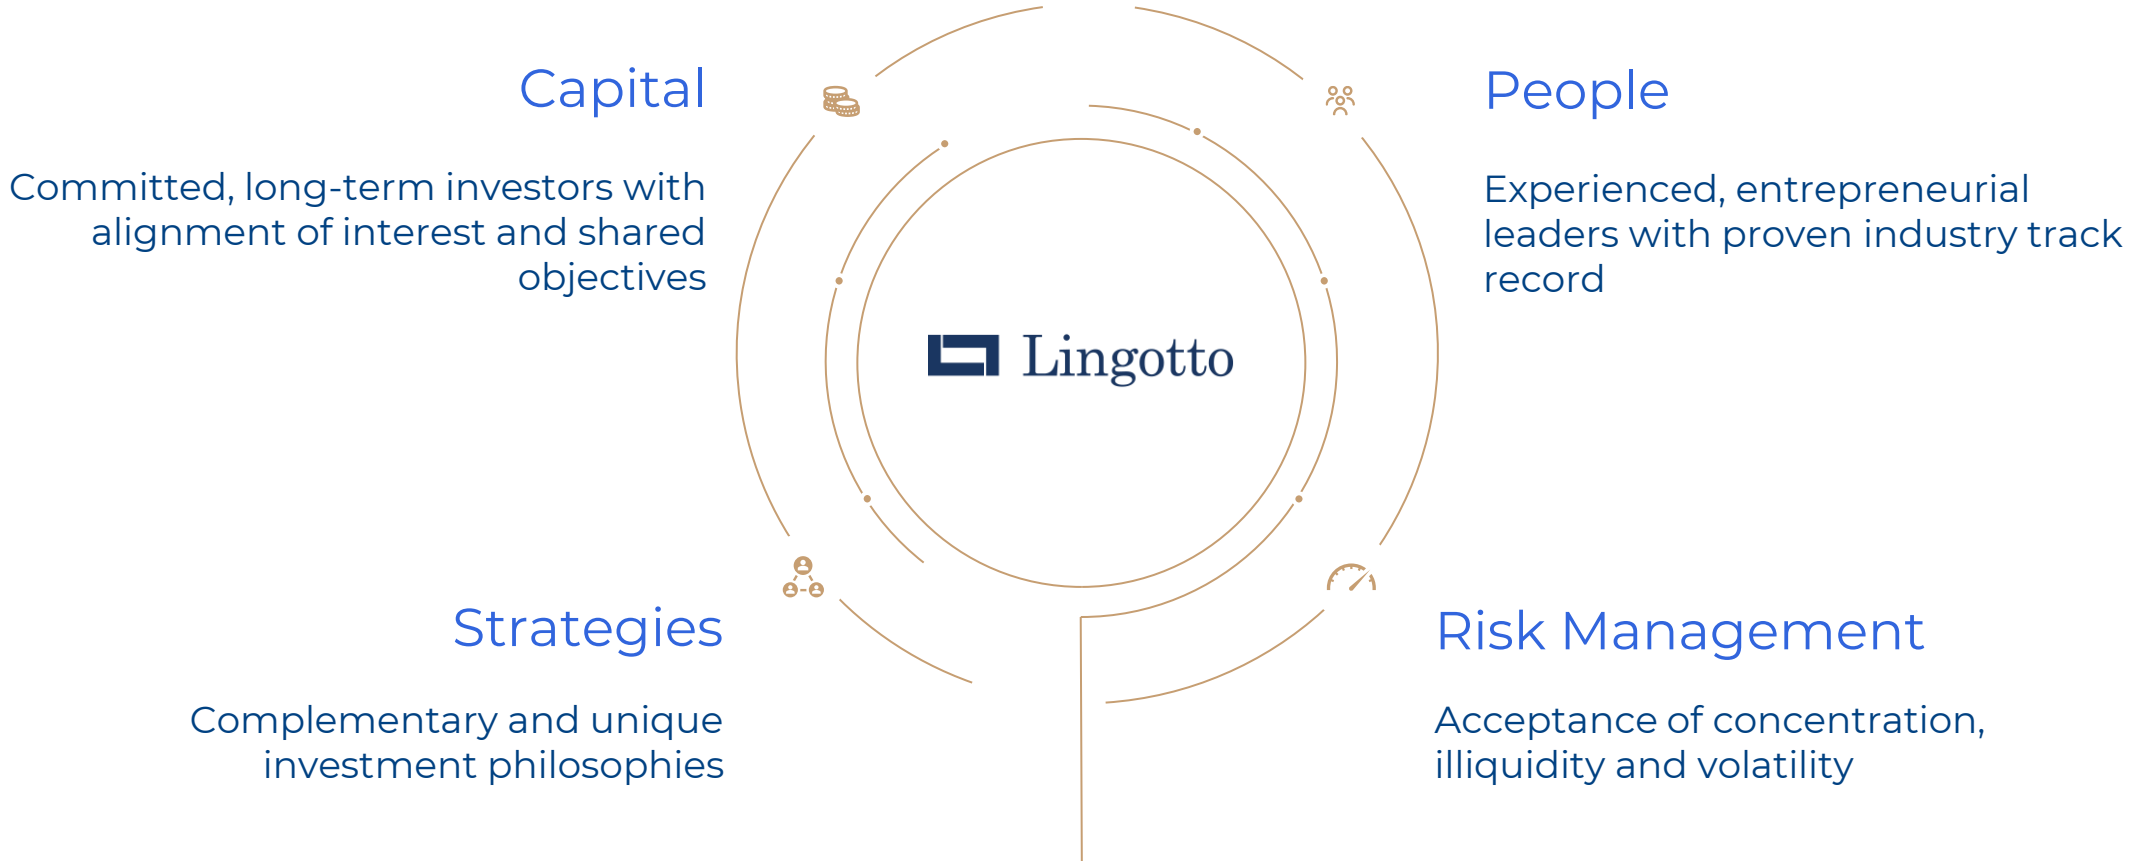 Capital
Committed, long-term investors with
alignment of interest and shared
objectives
People
Experienced, entrepreneurial
leaders with proven industry track
record
Lingotto
Strategies
Complementary and unique
investment philosophies
Risk Management
Acceptance of concentration,
illiquidity and volatility